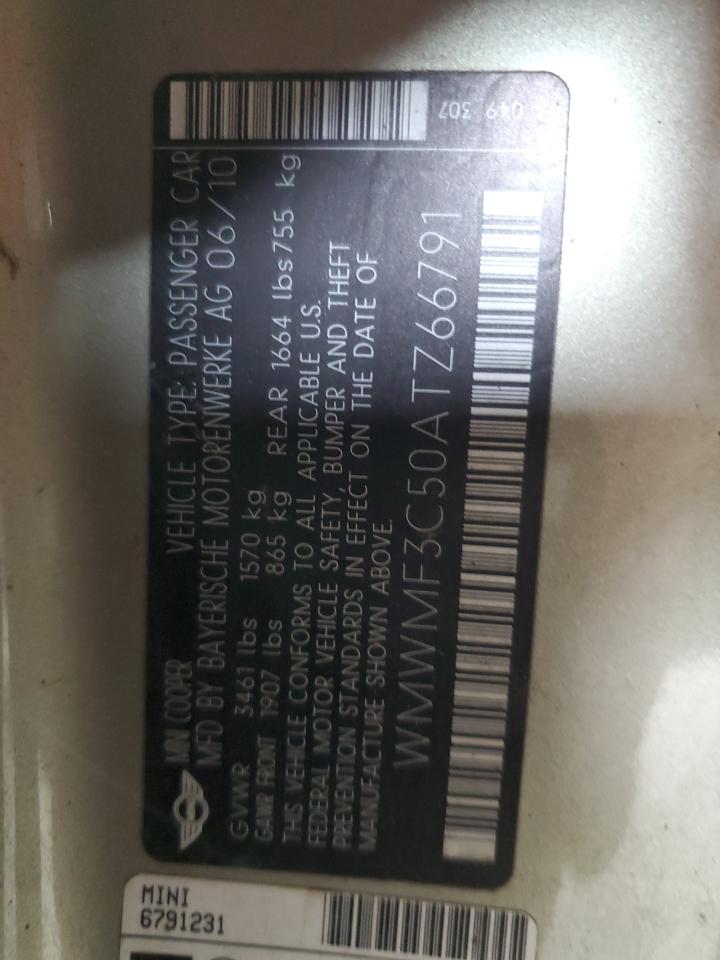 MINI COOPER VEHICLE TYPE: PASSENGER CAR
MFD BY BAYERISCHE MOTORENWERKE AG 06/10
GVWR 3461 lbs 1570 kg
GAWR FRONT 1907 lbs 865 kg REAR 1664 lbs 755 kg
THIS VEHICLE CONFORMS TO ALL APPLICABLE U.S.
FEDERAL MOTOR VEHICLE SAFETY, BUMPER AND THEFT
PREVENTION STANDARDS IN EFFECT ON THE DATE OF
MANUFACTURE SHOWN ABOVE.
WMWMF3C50ATZ66791
049 307
MINI
6791231